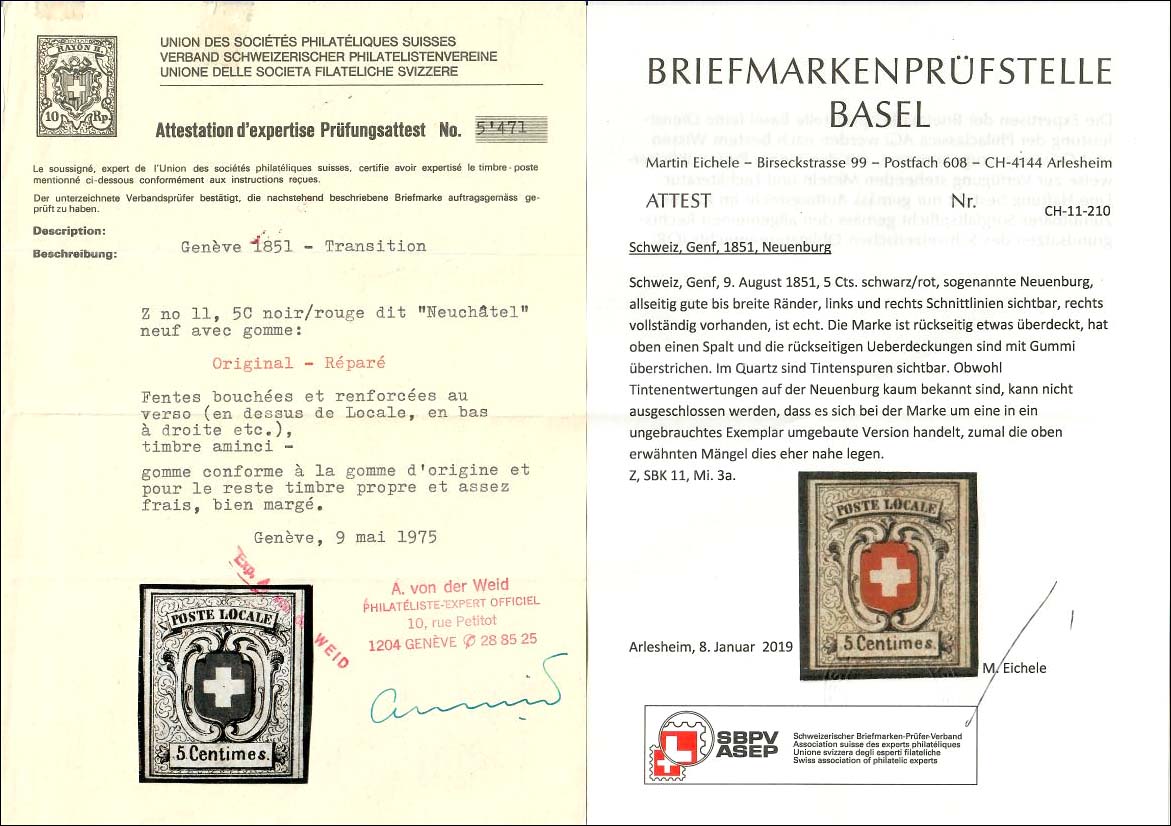 RAYON II.
10 Rp.
UNION DES SOCIÉTÉS PHILATÉLIQUES SUISSES
VERBAND SCHWEIZERISCHER PHILATELISTENVEREINE
UNIONE DELLE SOCIETA FILATELICHE SVIZZERE
Attestation d'expertise Prüfungsattest No. 5'471
Le soussigné, expert de l'Union des sociétés philatéliques suisses, certifie avoir expertisé le timbre-poste
mentionné ci-dessous conformément aux instructions reçues.
Der unterzeichnete Verbandsprüfer bestätigt, die nachstehend beschriebene Briefmarke auftragsgemäss ge-
prüft zu haben.
Description:
Beschreibung:
Genève 1851 - Transition
Z no 11, 5C noir/rouge dit "Neuchâtel"
neuf avec gomme:
Original - Réparé
Fentes bouchées et renforcées au
verso (en dessus de Locale, en bas
à droite etc.),
timbre aminci -
gomme conforme à la gomme d'origine et
pour le reste timbre propre et assez
frais, bien margé.
Genève, 9 mai 1975
Exp. A. WEID
POSTE LOCALE
5 Centimes.
A. von der Weid
PHILATÉLISTE-EXPERT OFFICIEL
10, rue Petitot
1204 GENÈVE ✆ 28 85 25
BRIEFMARKENPRÜFSTELLE
BASEL
Martin Eichele – Birseckstrasse 99 – Postfach 608 – CH-4144 Arlesheim
ATTEST Nr. CH-11-210
Schweiz, Genf, 1851, Neuenburg
Schweiz, Genf, 9. August 1851, 5 Cts. schwarz/rot, sogenannte Neuenburg,
allseitig gute bis breite Ränder, links und rechts Schnittlinien sichtbar, rechts
vollständig vorhanden, ist echt. Die Marke ist rückseitig etwas überdeckt, hat
oben einen Spalt und die rückseitigen Ueberdeckungen sind mit Gummi
überstrichen. Im Quartz sind Tintenspuren sichtbar. Obwohl
Tintenentwertungen auf der Neuenburg kaum bekannt sind, kann nicht
ausgeschlossen werden, dass es sich bei der Marke um eine in ein
ungebrauchtes Exemplar umgebaute Version handelt, zumal die oben
erwähnten Mängel dies eher nahe legen.
Z, SBK 11, Mi. 3a.
POSTE LOCALE
5 Centimes.
Arlesheim, 8. Januar 2019
M. Eichele
SBPV
ASEP
Schweizerischer Briefmarken-Prüfer-Verband
Association suisse des experts philatéliques
Unione svizzera degli esperti filateliche
Swiss association of philatelic experts